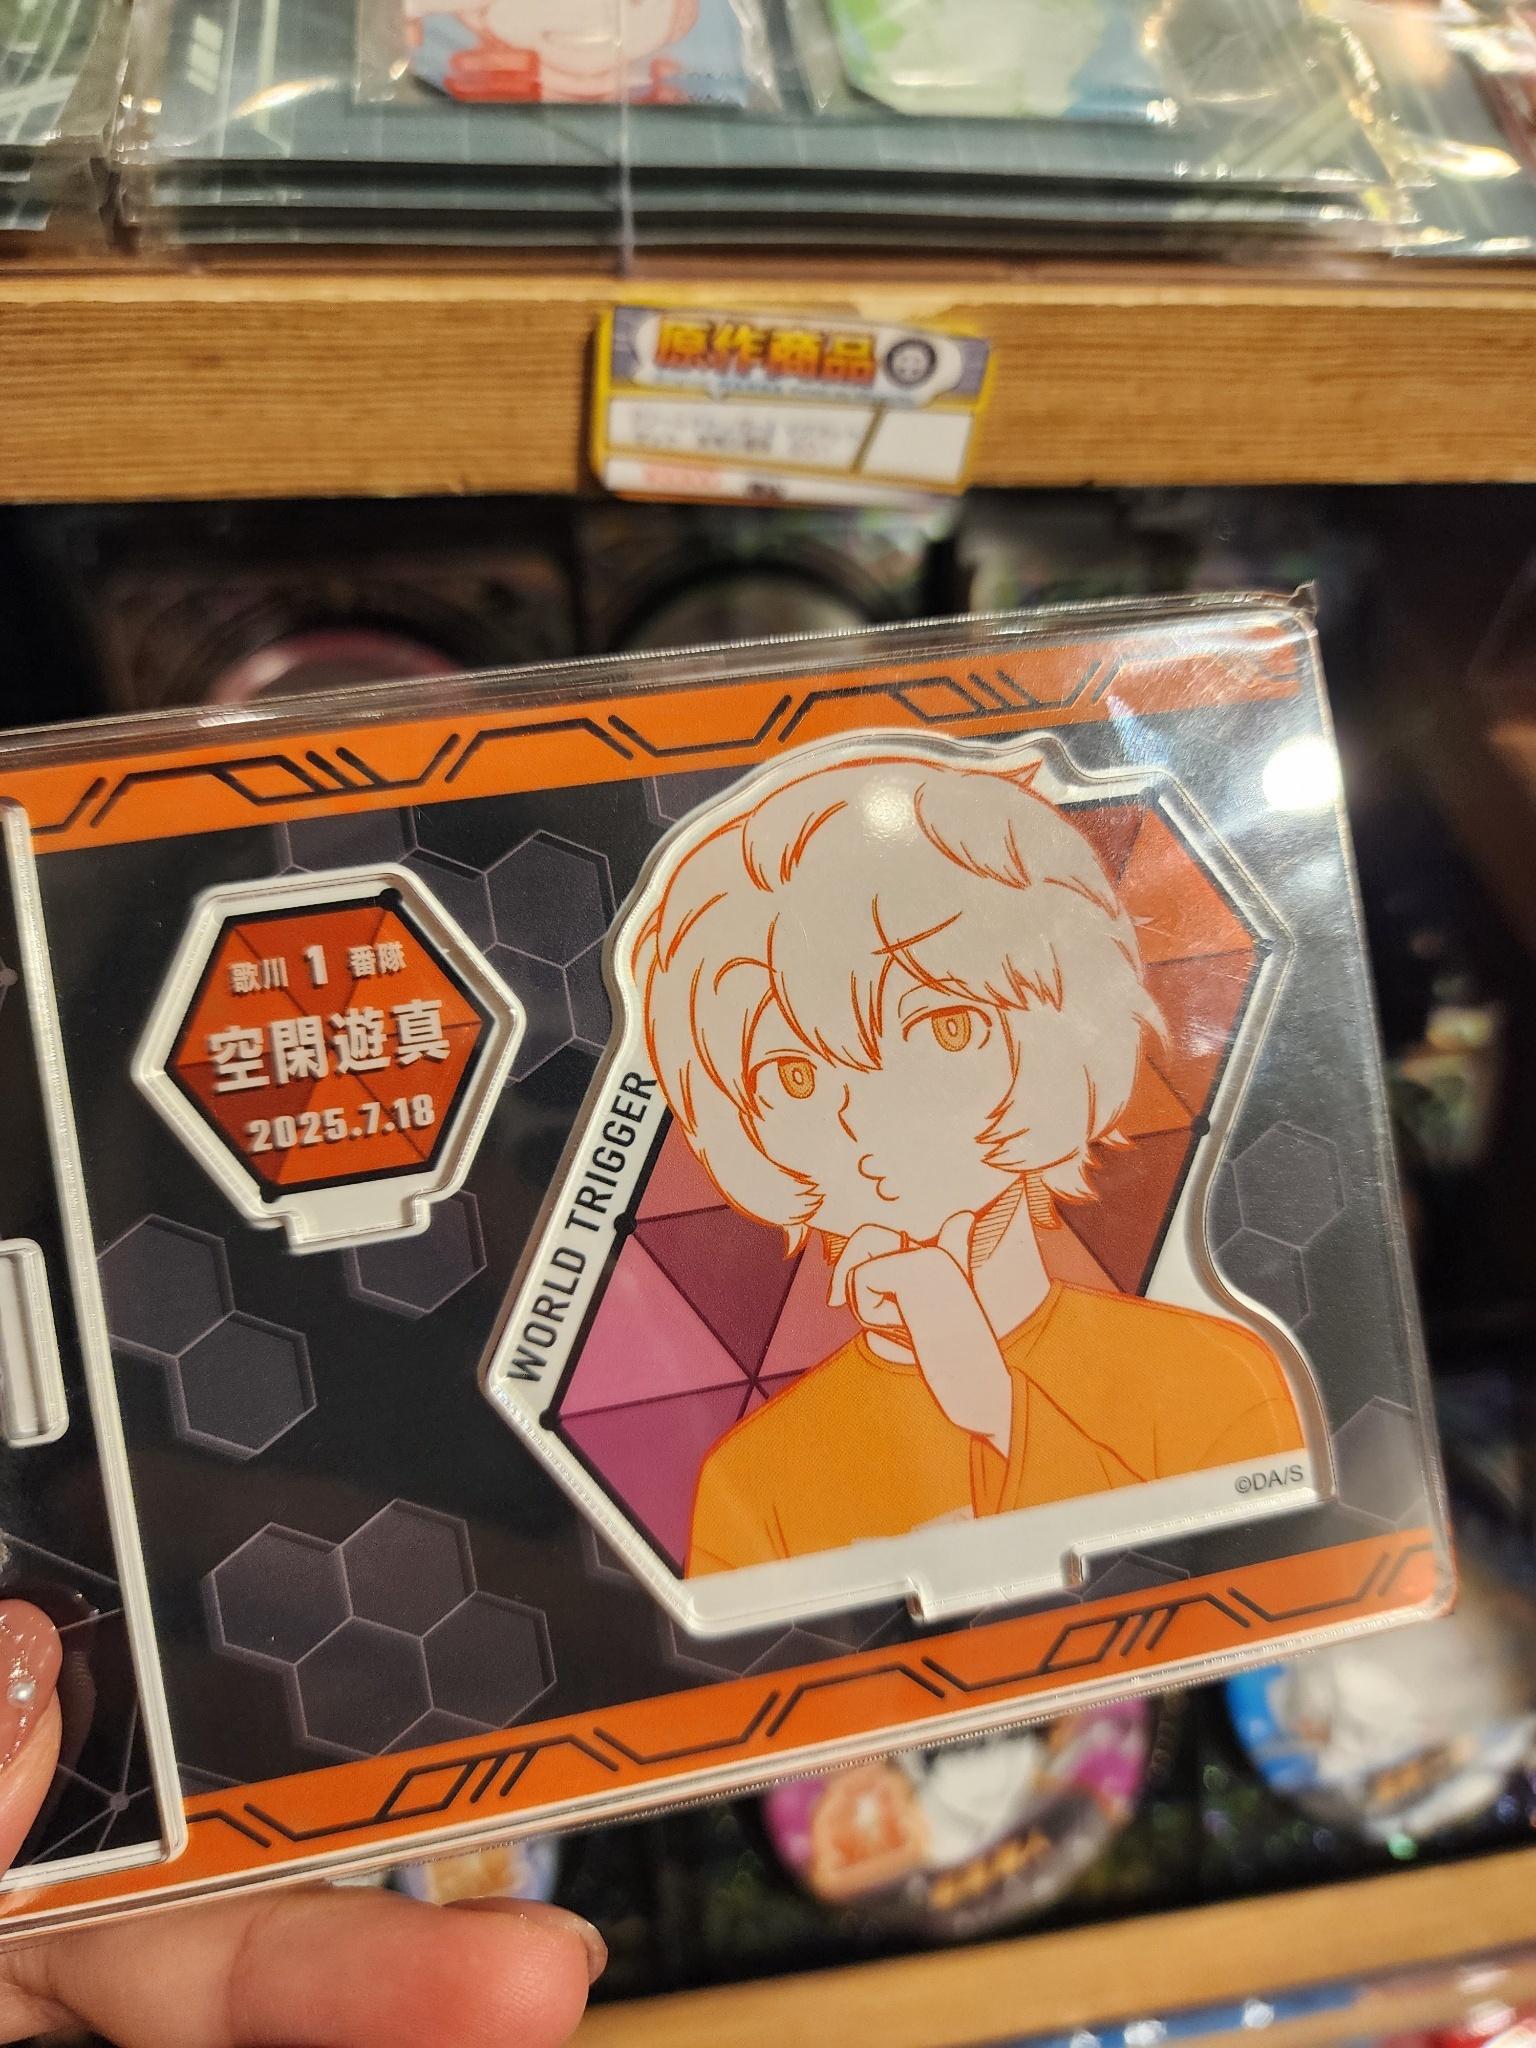 原作商品
歌川 1 番隊
空閑遊真
2025.7.18
WORLD TRIGGER
©DA/S